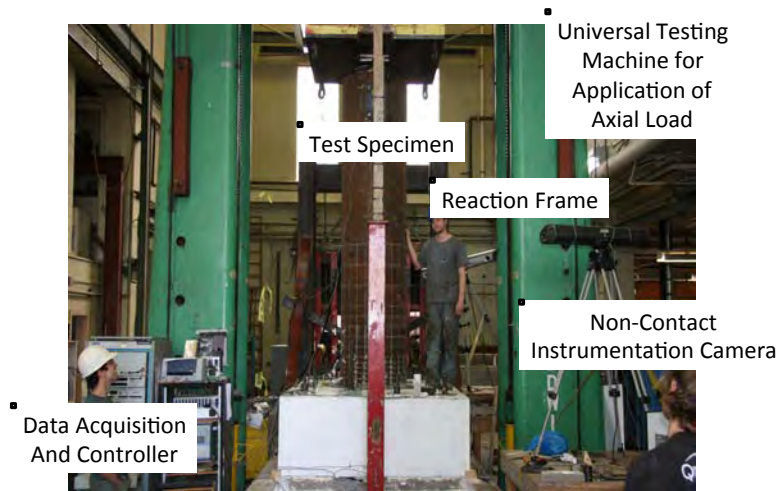 Universal Testing
Machine for
Application of
Axial Load
Test Specimen
Reaction Frame
Non-Contact
Instrumentation Camera
Data Acquisition
And Controller